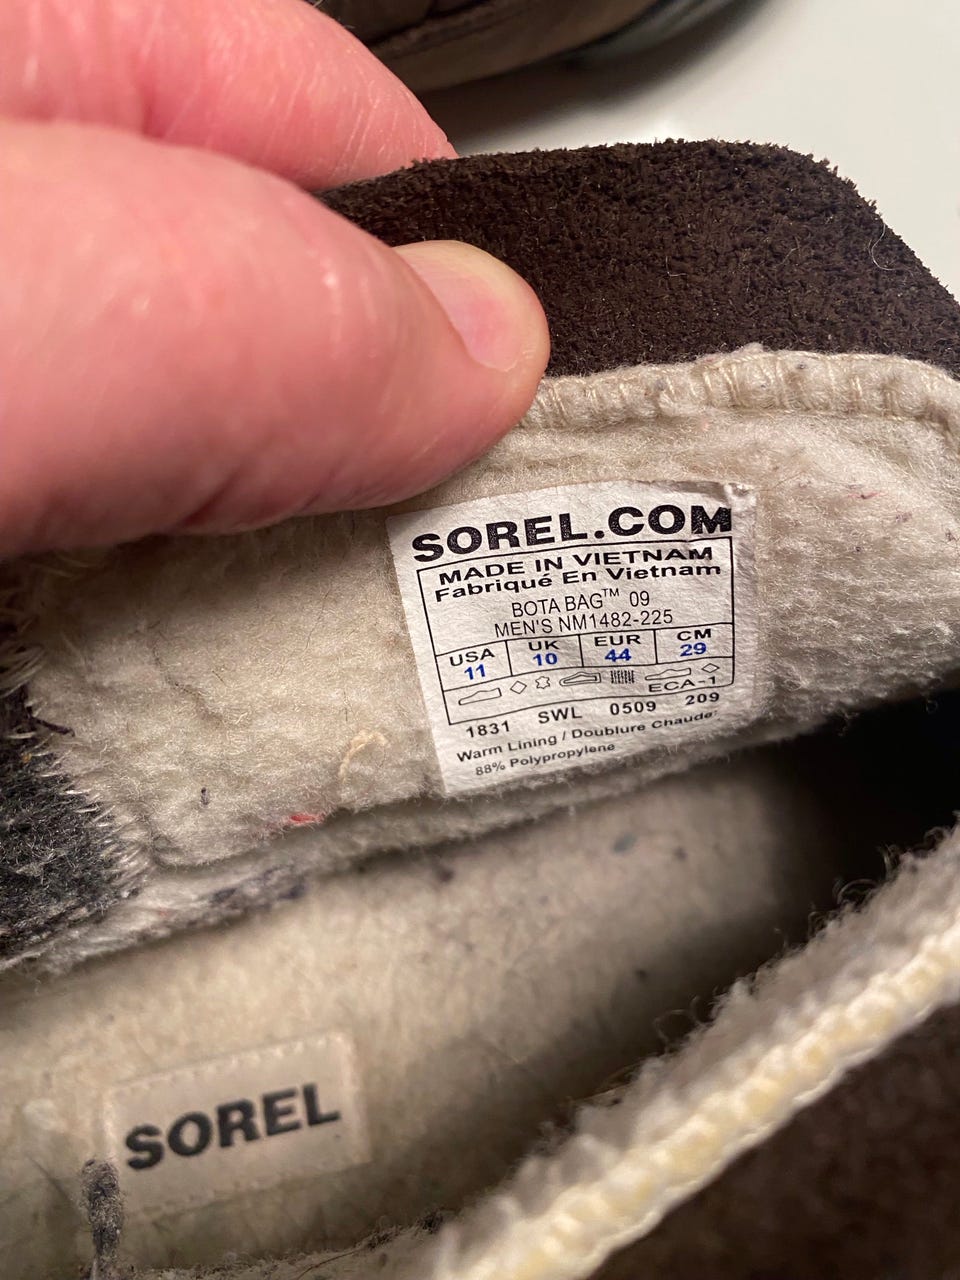 SOREL.COM
MADE IN VIETNAM
Fabriqué En Vietnam
BOTA BAG™ 09
MEN'S NM1482-225
USA UK EUR CM
11 10 44 29
ECA-1
1831 SWL 0509 209
Warm Lining / Doublure Chaude:
88% Polypropylene
SOREL